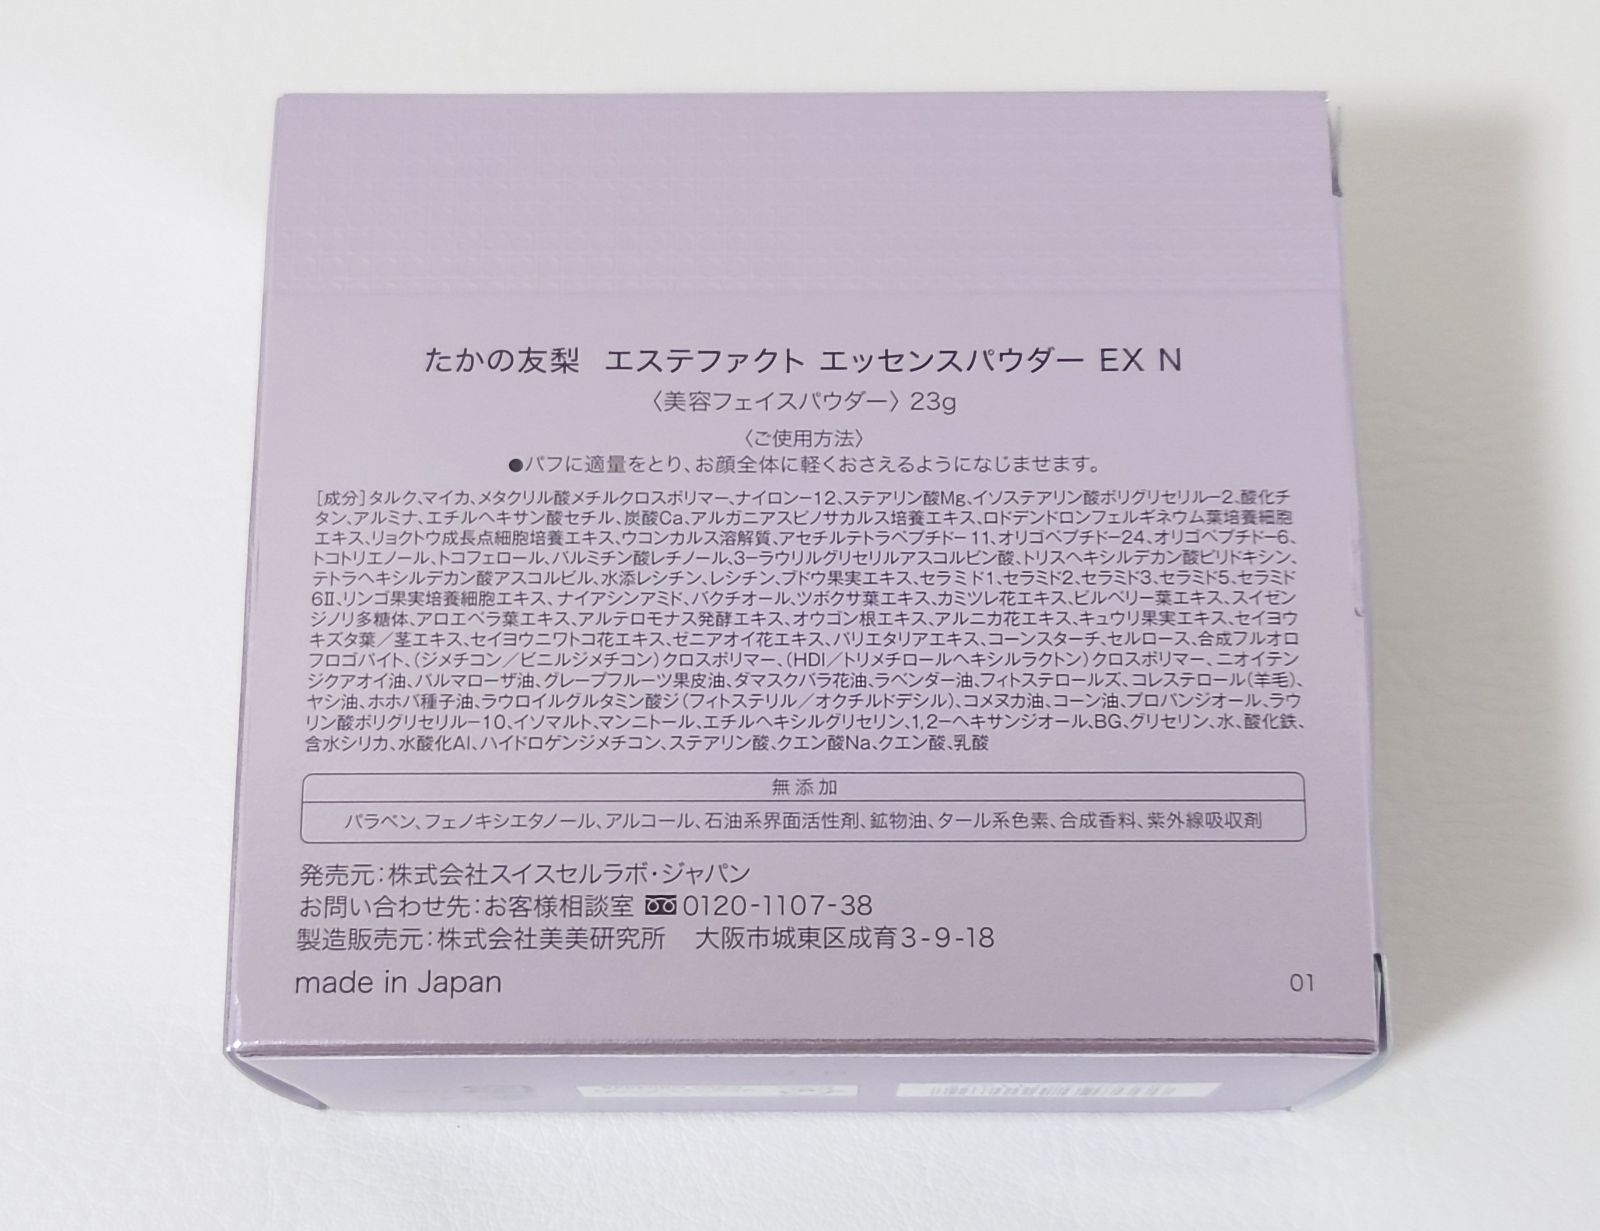 たかの友梨 エステファクト エッセンスパウダー EX N
〈美容フェイスパウダー〉 23g
〈ご使用方法〉
●パフに適量をとり、お顔全体に軽くおさえるようになじませます。
[成分]タルク、マイカ、メタクリル酸メチルクロスポリマー、ナイロン-12、ステアリン酸Mg、イソステアリン酸ポリグリセリル-2、酸化チ
タン、アルミナ、エチルヘキサン酸セチル、炭酸Ca、アルガニアスピノサカルス培養エキス、ロドデンドロンフェルギネウム葉培養細胞
エキス、リョクトウ成長点細胞培養エキス、ウコンカルス溶解質、アセチルテトラペプチド-11、オリゴペプチド-24、オリゴペプチド-6、
トコトリエノール、トコフェロール、パルミチン酸レチノール、3-ラウリルグリセリルアスコルビン酸、トリスヘキシルデカン酸ピリドキシン、
テトラヘキシルデカン酸アスコルビル、水添レシチン、レシチン、ブドウ果実エキス、セラミド1、セラミド2、セラミド3、セラミド5、セラミド
6II、リンゴ果実培養細胞エキス、ナイアシンアミド、バクチオール、ツボクサ葉エキス、カミツレ花エキス、ビルベリー葉エキス、スイゼン
ジノリ多糖体、アロエベラ葉エキス、アルテロモナス発酵エキス、オウゴン根エキス、アルニカ花エキス、キュウリ果実エキス、セイヨウ
キズタ葉/茎エキス、セイヨウニワトコ花エキス、ゼニアオイ花エキス、パリエタリアエキス、コーンスターチ、セルロース、合成フルオロ
フロゴパイト、(ジメチコン/ビニルジメチコン)クロスポリマー、(HDI/トリメチロールヘキシルラクトン)クロスポリマー、ニオイテン
ジクアオイ油、パルマローザ油、グレープフルーツ果皮油、ダマスクバラ花油、ラベンダー油、フィトステロールズ、コレステロール(羊毛)、
ヤシ油、ホホバ種子油、ラウロイルグルタミン酸ジ(フィトステリル/オクチルドデシル)、コメヌカ油、コーン油、プロパンジオール、ラウ
リン酸ポリグリセリル-10、イソマルト、マンニトール、エチルヘキシルグリセリン、1,2-ヘキサンジオール、BG、グリセリン、水、酸化鉄、
含水シリカ、水酸化Al、ハイドロゲンジメチコン、ステアリン酸、クエン酸Na、クエン酸、乳酸
無添加
パラベン、フェノキシエタノール、アルコール、石油系界面活性剤、鉱物油、タール系色素、合成香料、紫外線吸収剤
発売元:株式会社スイスセルラボ・ジャパン
お問い合わせ先:お客様相談室 0120-1107-38
製造販売元:株式会社美美研究所 大阪市城東区成育3-9-18
made in Japan
01